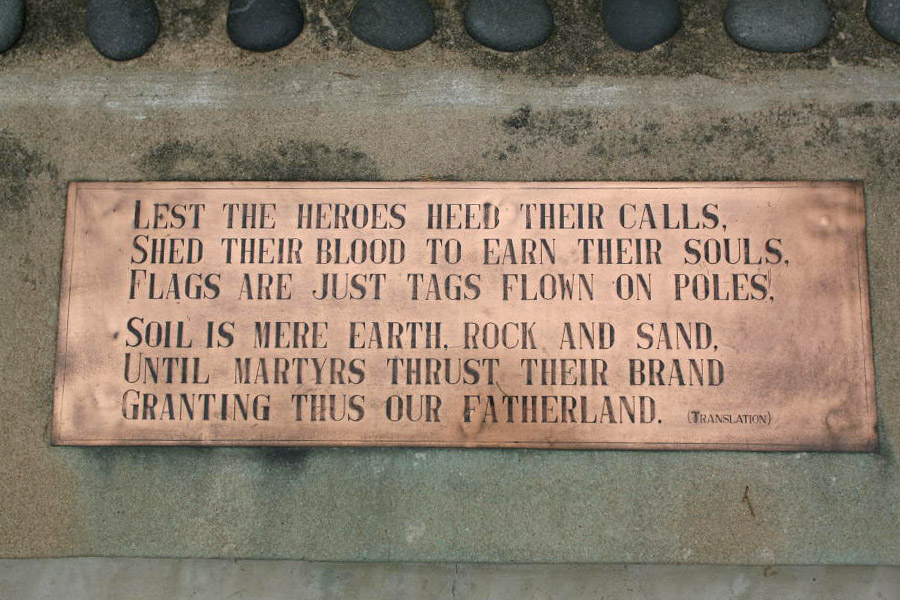 LEST THE HEROES HEED THEIR CALLS,
SHED THEIR BLOOD TO EARN THEIR SOULS,
FLAGS ARE JUST TAGS FLOWN ON POLES,
SOIL IS MERE EARTH, ROCK AND SAND,
UNTIL MARTYRS THRUST THEIR BRAND
GRANTING THUS OUR FATHERLAND. (TRANSLATION)